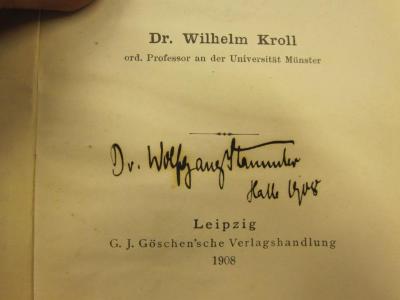 Dr. Wilhelm Kroll
ord. Professor an der Universität Münster
Dr. Wolfgang Stammler
Halle 1908
Leipzig
G. J. Göschen'sche Verlagshandlung
1908